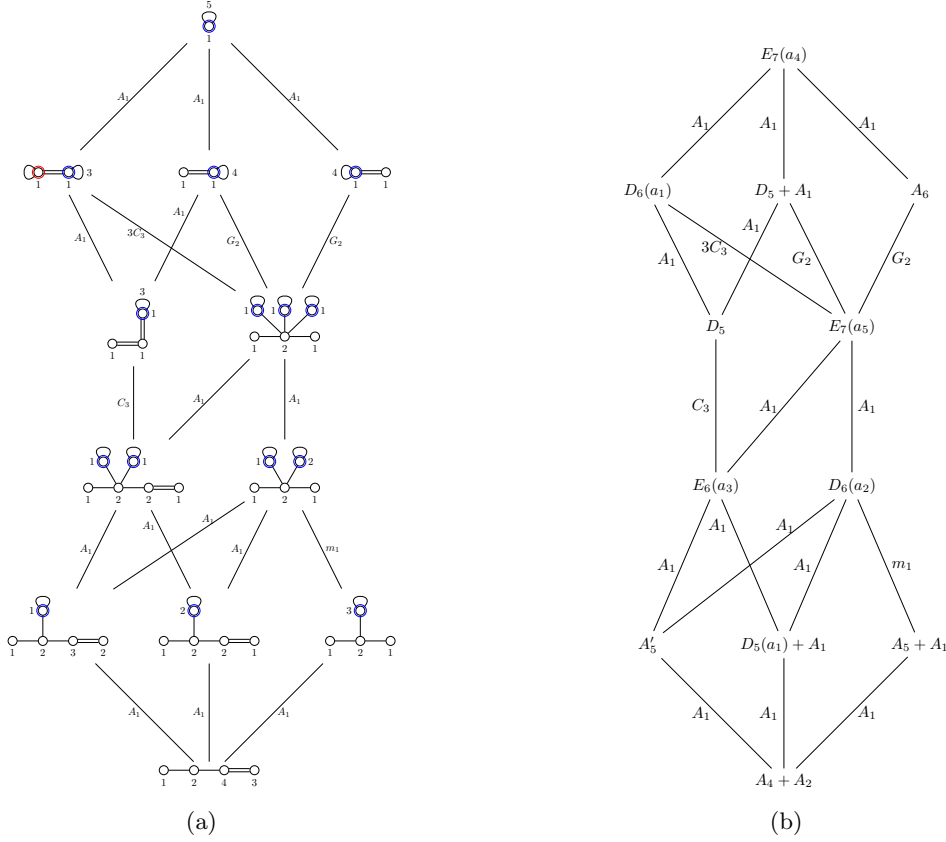 5
1
A₁ A₁ A₁
1 1 3 1 1 4 4 1 1
A₁ 3C₃ A₁ G₂ G₂
3
1
1 1
1 1 1
1 2 1
C₃ A₁ A₁
1 1
1 2 2 1
1 2
1 2 1
A₁ A₁ A₁ A₁ m₁
1 2 3
1 2 3 2
1 2 2 1
1 2 1
A₁ A₁ A₁
1 2 4 3
(a)
E₇(a₄)
A₁ A₁ A₁
D₆(a₁) D₅ + A₁ A₆
A₁ 3C₃ A₁ G₂ G₂
D₅ E₇(a₅)
C₃ A₁ A₁
E₆(a₃) D₆(a₂)
A₁ A₁ A₁ A₁ m₁
A₅′ D₅(a₁) + A₁ A₅ + A₁
A₁ A₁ A₁
A₄ + A₂
(b)